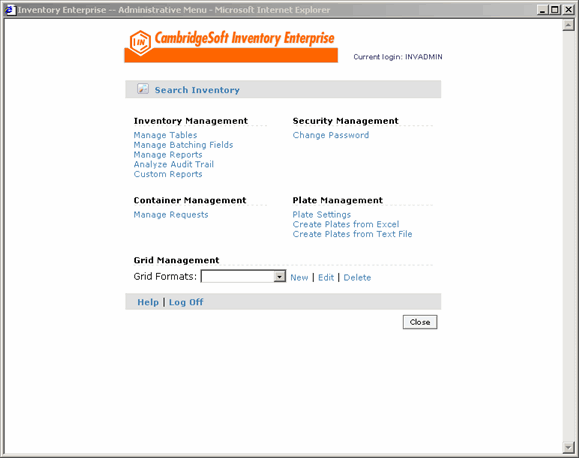 Inventory Enterprise -- Administrative Menu - Microsoft Internet Explorer
IN CambridgeSoft Inventory Enterprise
Current login: INVADMIN
Search Inventory
Inventory Management
Manage Tables
Manage Batching Fields
Manage Reports
Analyze Audit Trail
Custom Reports
Security Management
Change Password
Container Management
Manage Requests
Plate Management
Plate Settings
Create Plates from Excel
Create Plates from Text File
Grid Management
Grid Formats: New | Edit | Delete
Help | Log Off
Close